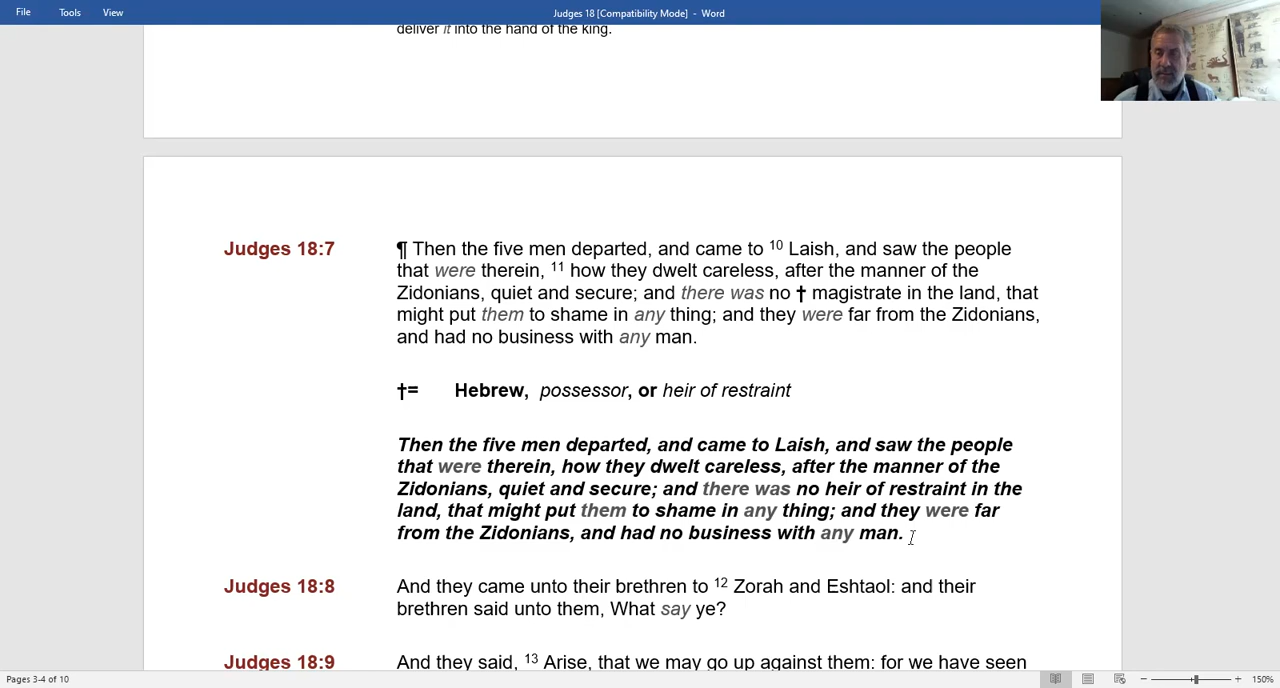 File Tools View Judges 18 [Compatibility Mode] - Word
deliver it into the hand of the king.
Judges 18:7 ¶ Then the five men departed, and came to 10 Laish, and saw the people
that were therein, 11 how they dwelt careless, after the manner of the
Zidonians, quiet and secure; and there was no † magistrate in the land, that
might put them to shame in any thing; and they were far from the Zidonians,
and had no business with any man.
†= Hebrew, possessor, or heir of restraint
Then the five men departed, and came to Laish, and saw the people
that were therein, how they dwelt careless, after the manner of the
Zidonians, quiet and secure; and there was no heir of restraint in the
land, that might put them to shame in any thing; and they were far
from the Zidonians, and had no business with any man.
Judges 18:8 And they came unto their brethren to 12 Zorah and Eshtaol: and their
brethren said unto them, What say ye?
Judges 18:9 And they said, 13 Arise, that we may go up against them: for we have seen
Pages 3-4 of 10 150%